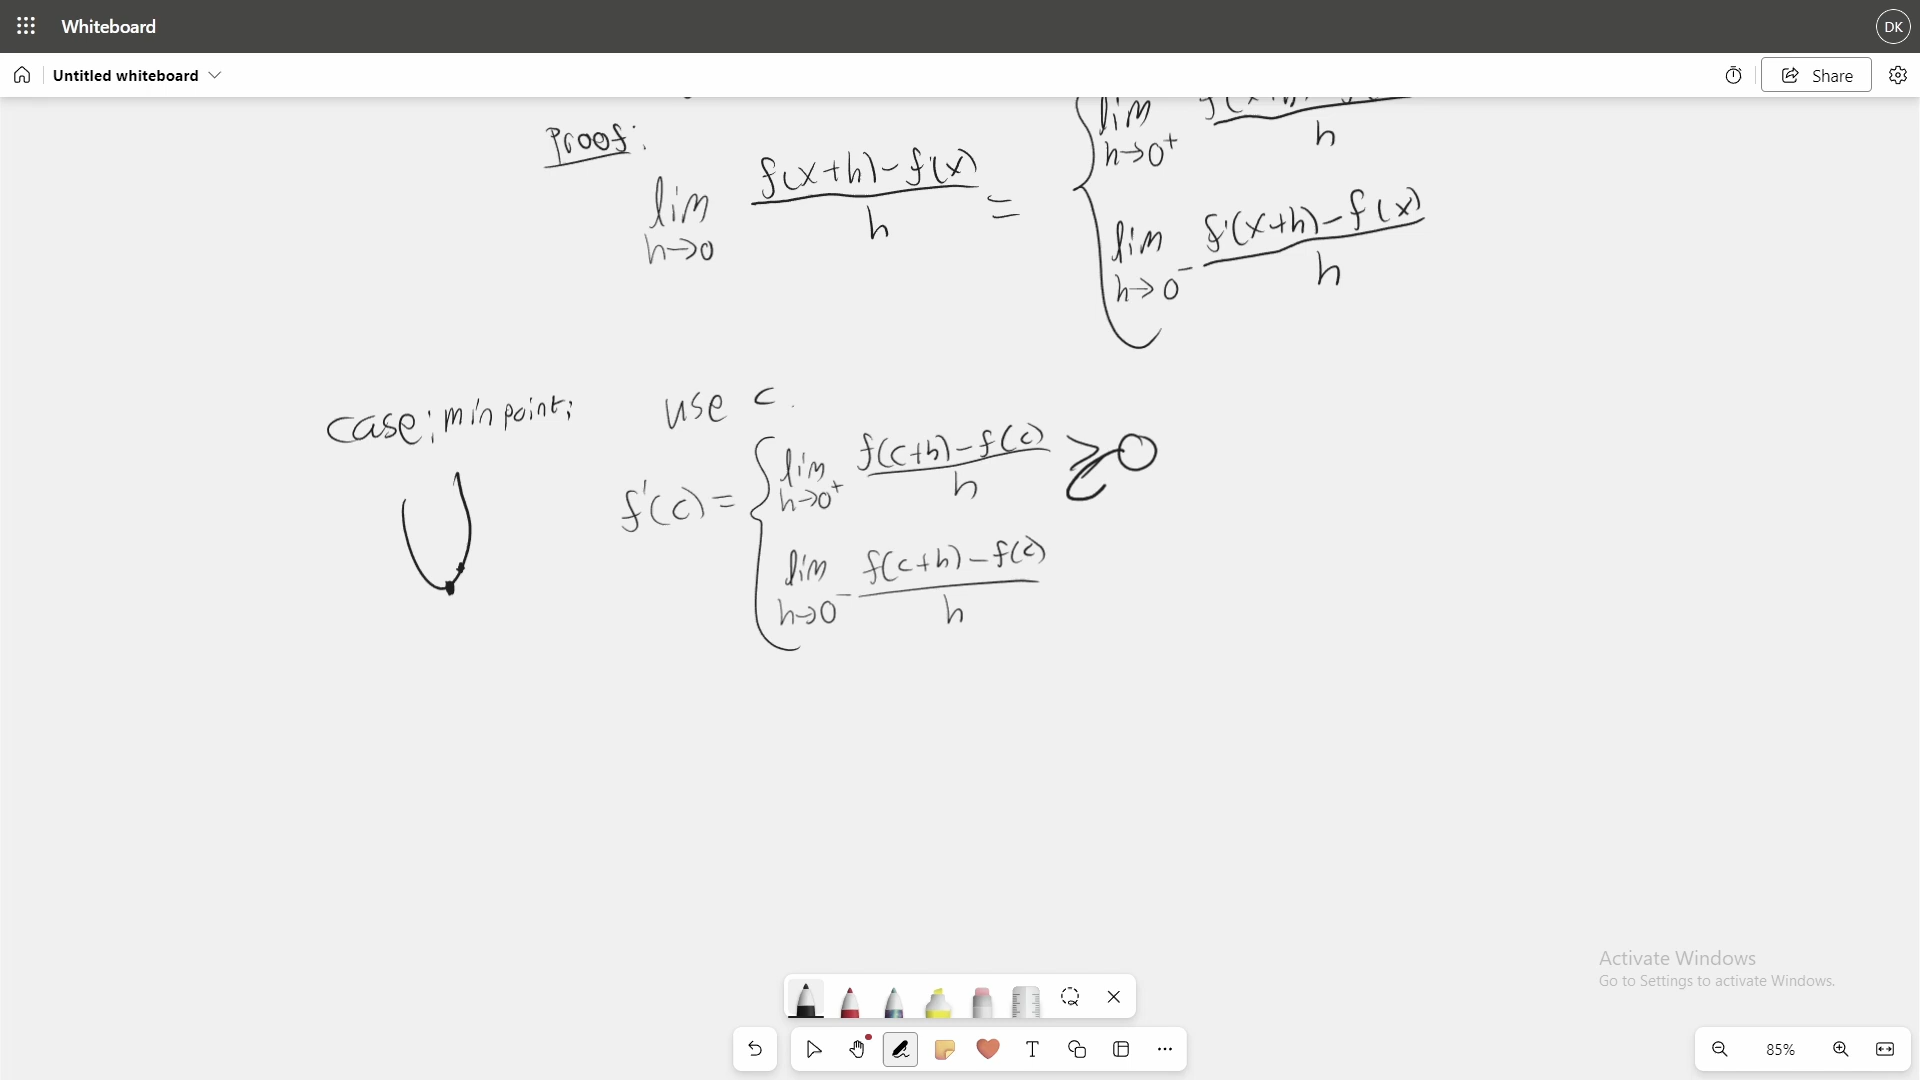 Whiteboard
DK
Untitled whiteboard
Share
Proof:
lim h→0 f(x+h)-f(x) / h =
lim h→0⁺ / h
lim h→0⁻ f(x+h)-f(x) / h
case: min point:
use c.
f'(c) =
lim h→0⁺ f(c+h)-f(c) / h ≥0
lim h→0⁻ f(c+h)-f(c) / h
Activate Windows
Go to Settings to activate Windows.
T
85%